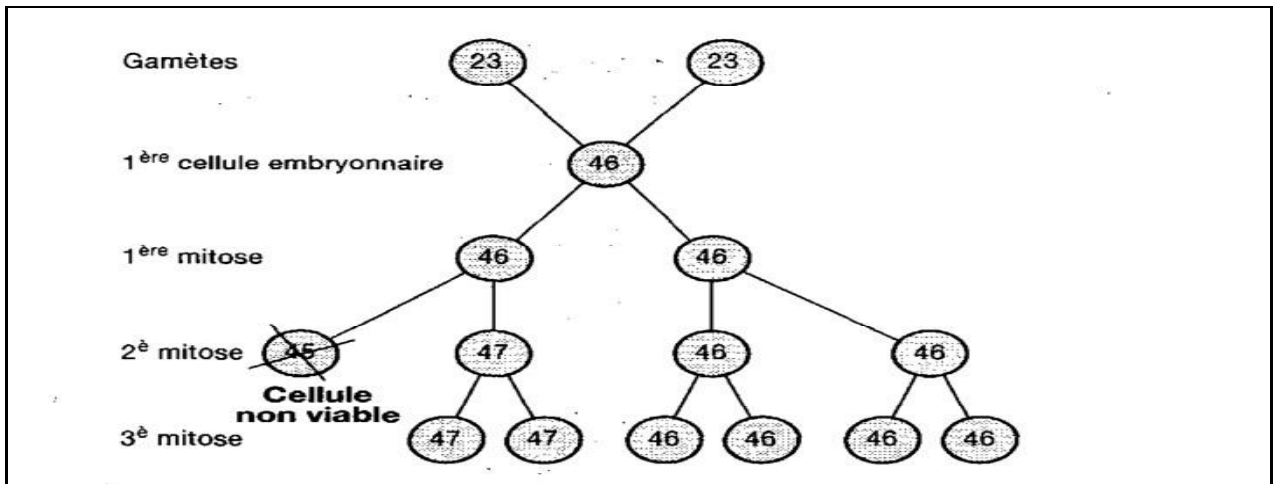 Gamètes 23 23
1ère cellule embryonnaire 46
1ère mitose 46 46
2è mitose 45 47 46 46
Cellule
non viable
3è mitose 47 47 46 46 46 46